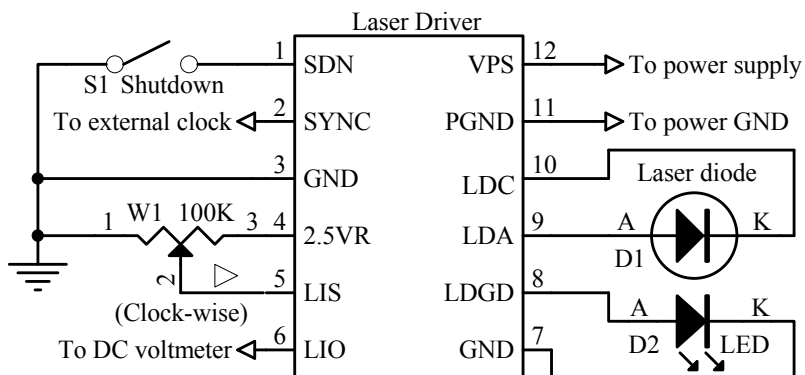 Laser Driver
1 SDN VPS 12 To power supply
S1 Shutdown
To external clock 2 SYNC PGND 11 To power GND
3 GND LDC 10 Laser diode
1 W1 100K 3 4 2.5VR LDA 9 A K
D1
2 5 LIS LDGD 8
(Clock-wise) A K
To DC voltmeter 6 LIO GND 7 D2 LED